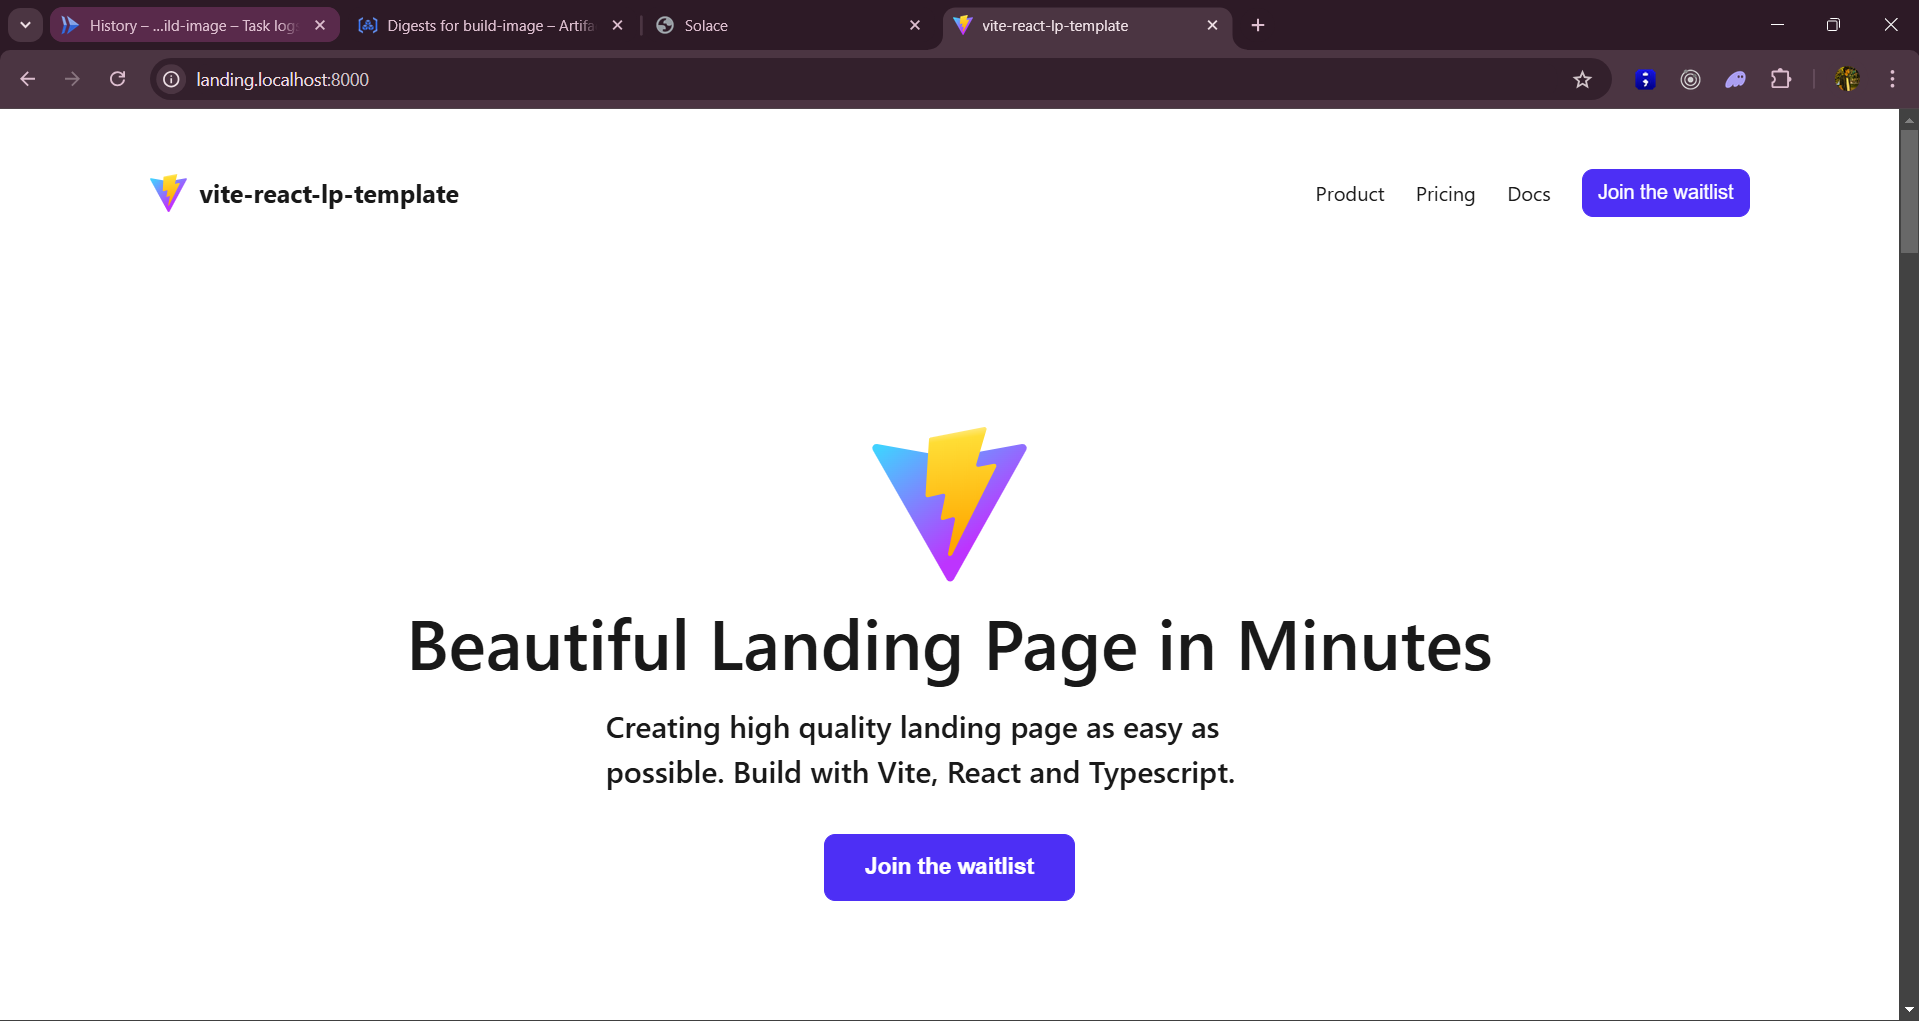 History – ...ild-image – Task logs
Digests for build-image – Artifa
Solace
vite-react-lp-template
landing.localhost:8000
vite-react-lp-template
Product
Pricing
Docs
Join the waitlist
Beautiful Landing Page in Minutes
Creating high quality landing page as easy as
possible. Build with Vite, React and Typescript.
Join the waitlist